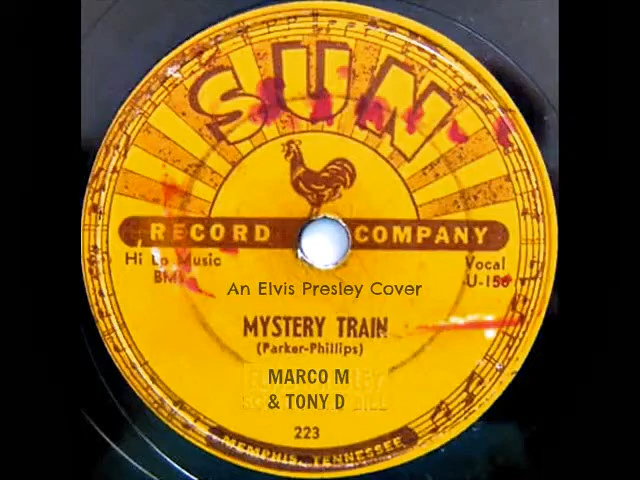 SUN
RECORD COMPANY
Hi Lo Music Vocal
BMI U-156
An Elvis Presley Cover
MYSTERY TRAIN
(Parker-Phillips)
MARCO M
& TONY D
223
MEMPHIS, TENNESSEE